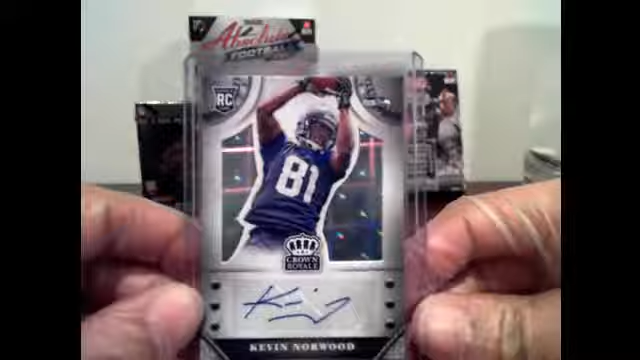 Absolute
FOOTBALL
RC
81
CROWN
ROYALE
KEVIN NORWOOD